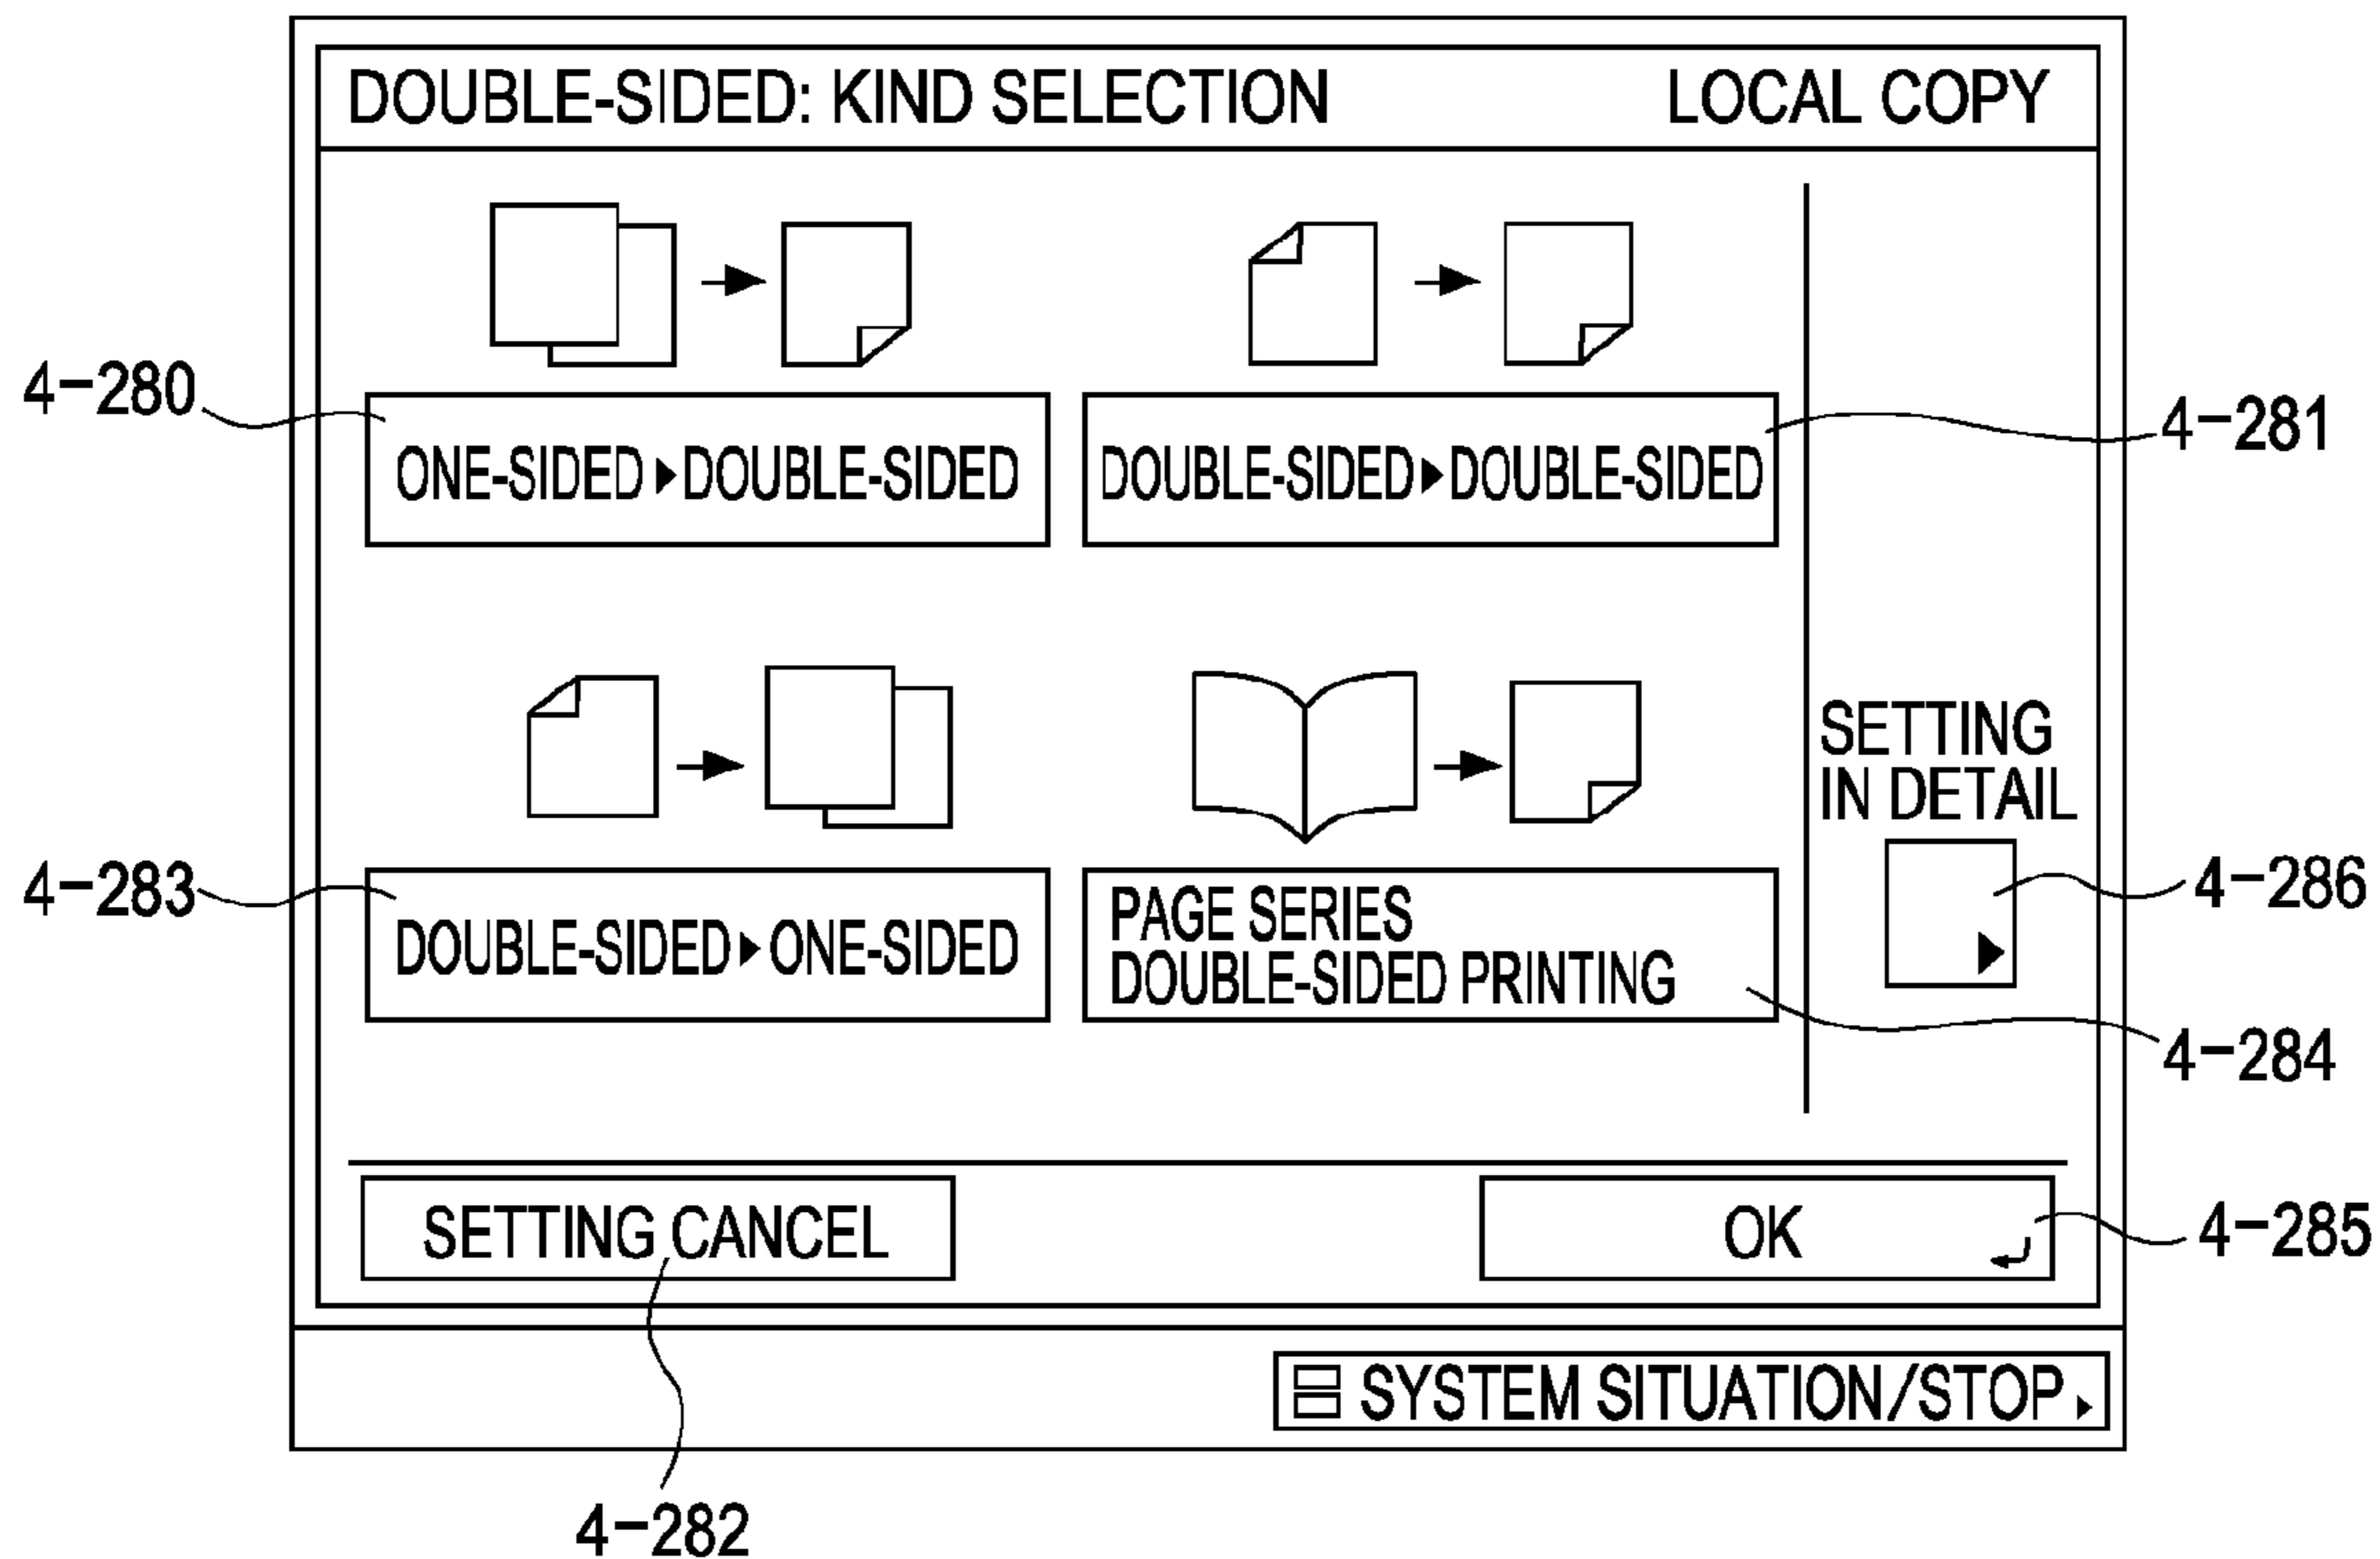 DOUBLE-SIDED: KIND SELECTION LOCAL COPY
4-280
ONE-SIDED▶DOUBLE-SIDED
DOUBLE-SIDED▶DOUBLE-SIDED
4-281
SETTING
IN DETAIL
4-283
DOUBLE-SIDED▶ONE-SIDED
PAGE SERIES
DOUBLE-SIDED PRINTING
4-286
4-284
SETTING CANCEL
OK
4-285
SYSTEM SITUATION/STOP
4-282